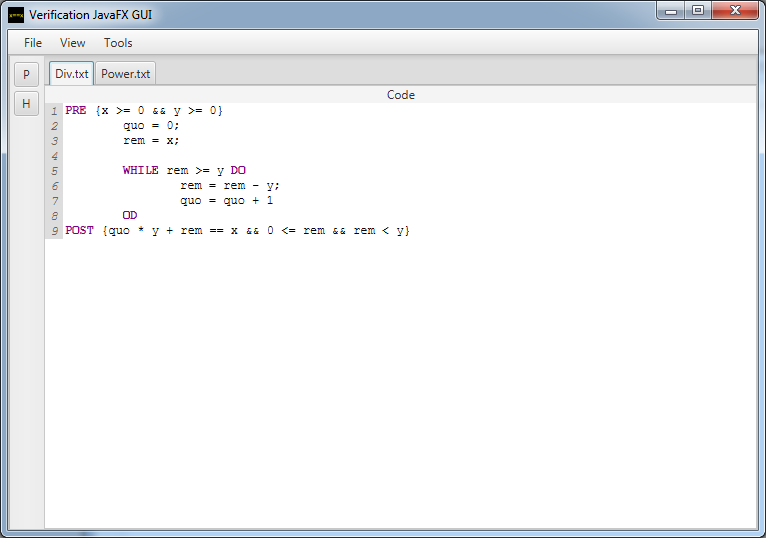 Verification JavaFX GUI
File View Tools
P
H
Div.txt Power.txt
Code
1 PRE {x >= 0 && y >= 0}
2 quo = 0;
3 rem = x;
4
5 WHILE rem >= y DO
6 rem = rem - y;
7 quo = quo + 1
8 OD
9 POST {quo * y + rem == x && 0 <= rem && rem < y}